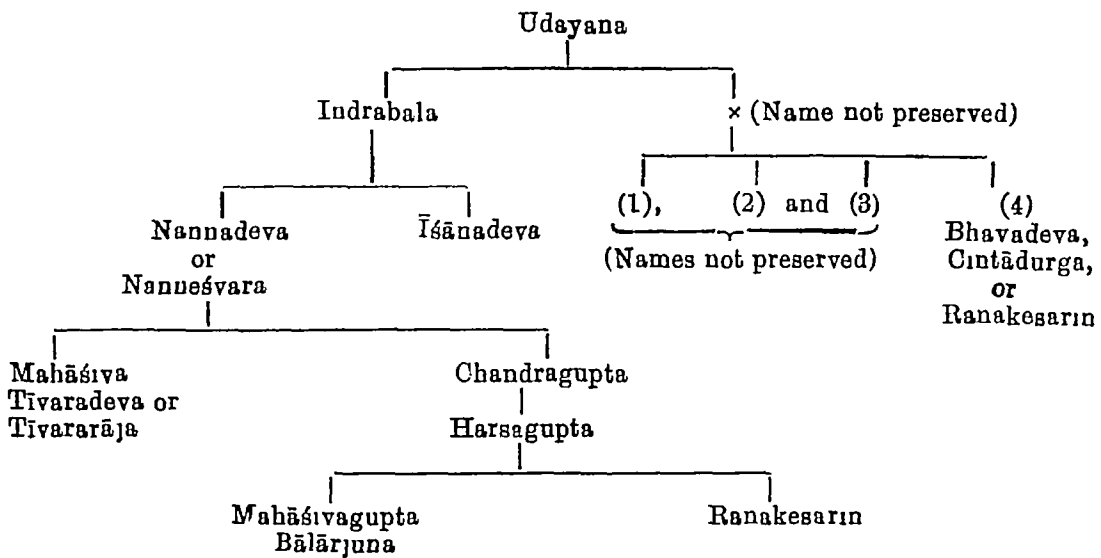 Udayana
Indrabala × (Name not preserved)
(1), (2) and (3) (4)
Nannadeva Īśānadeva Bhavadeva,
or (Names not preserved) Cintādurga,
Nanneśvara or
Ranakesarin
Mahāśiva Chandragupta
Tīvaradeva or
Tīvararāja Harsagupta
Mahāśivagupta Ranakesarin
Bālārjuna